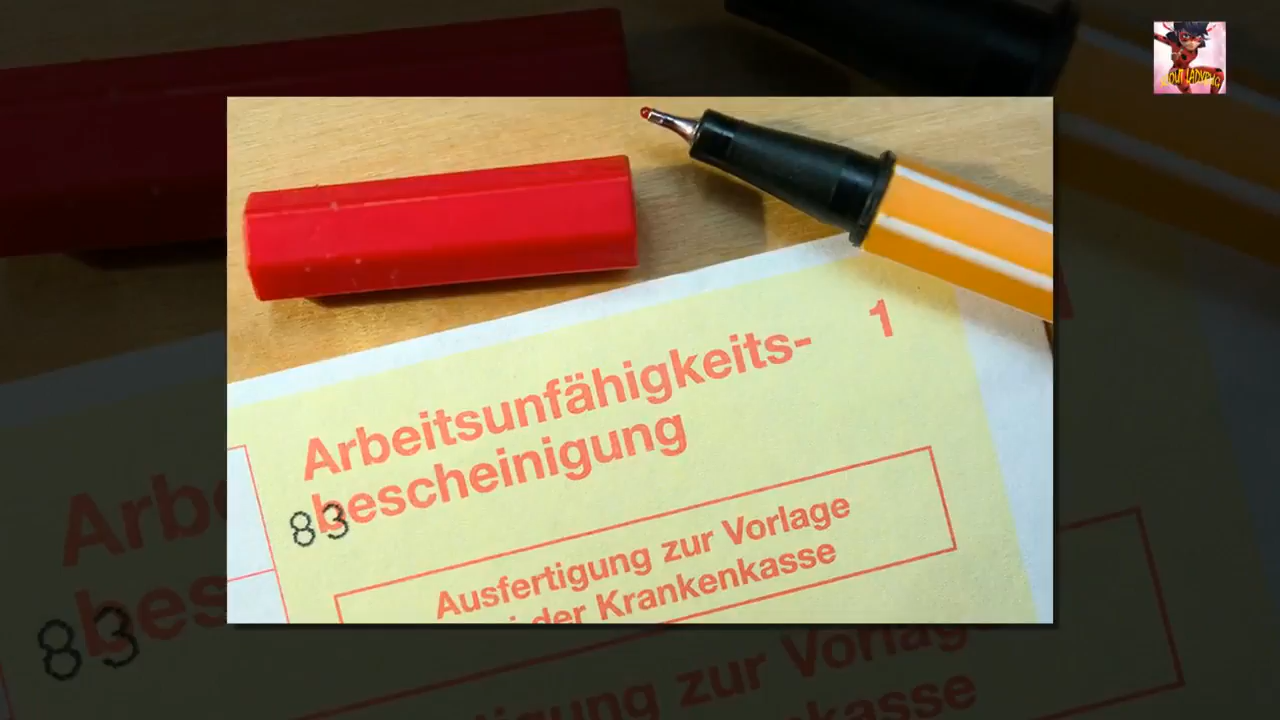 1
Arbeitsunfähigkeits-
bescheinigung
83
Ausfertigung zur Vorlage
der Krankenkasse